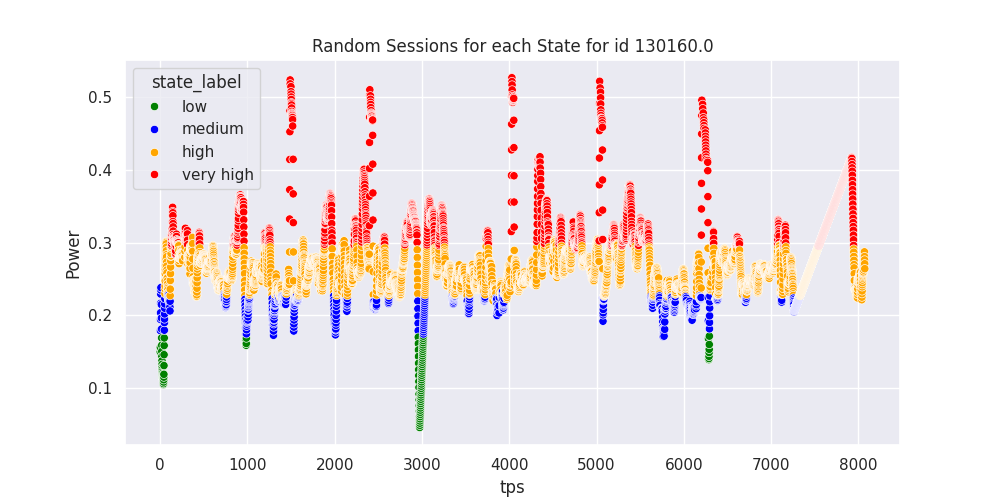 Random Sessions for each State for id 130160.0
state_label
low
medium
high
very high
Power
0.5
0.4
0.3
0.2
0.1
0 1000 2000 3000 4000 5000 6000 7000 8000
tps